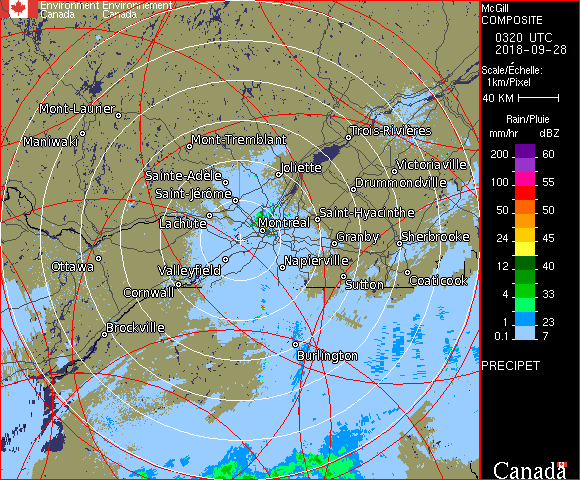 Environment Environnement
Canada Canada
McGill
COMPOSITE
0320 UTC
2018-09-28
Scale/Échelle:
1km/Pixel
40 KM
Rain/Pluie
mm/hr dBZ
200 60
100 55
50 50
24 45
12 40
4 33
1 23
0.1 7
PRECIPET
Canada
Mont-Laurier
Maniwaki
Mont-Tremblant
Trois-Rivières
Sainte-Adèle
Joliette
Victoriaville
Saint-Jérôme
Drummondville
Lachute
Montréal
Saint-Hyacinthe
Granby
Sherbrooke
Ottawa
Valleyfield
Napierville
Cornwall
Sutton
Coaticook
Brockville
Burlington